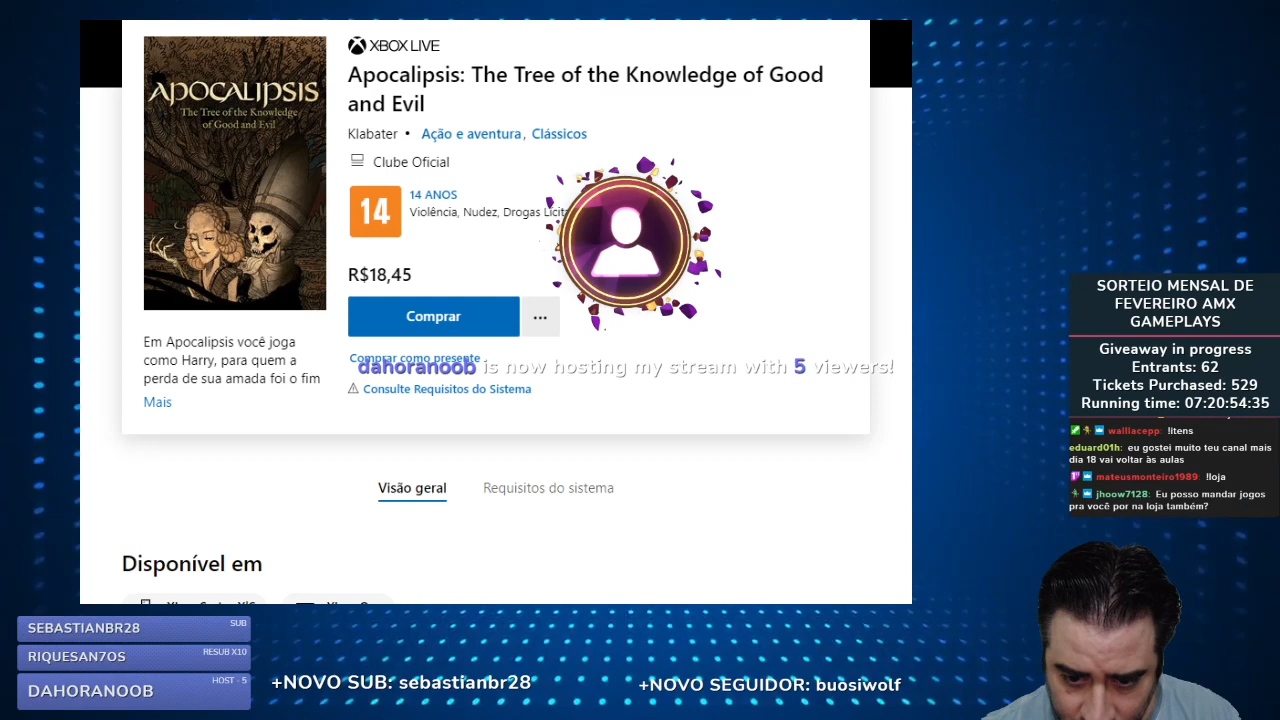 APOCALIPSIS
The Tree of the Knowledge
of Good and Evil
XBOX LIVE
Apocalipsis: The Tree of the Knowledge of Good
and Evil
Klabater • Ação e aventura, Clássicos
Clube Oficial
14
14 ANOS
Violência, Nudez, Drogas Lícit
R$18,45
Comprar
...
Comprar como presente
dahoranoob is now hosting my stream with 5 viewers!
Consulte Requisitos do Sistema
Em Apocalipsis você joga
como Harry, para quem a
perda de sua amada foi o fim
Mais
Visão geral
Requisitos do sistema
Disponível em
SORTEIO MENSAL DE
FEVEREIRO AMX
GAMEPLAYS
Giveaway in progress
Entrants: 62
Tickets Purchased: 529
Running time: 07:20:54:35
walllacepp: !itens
eduard01h: eu gostei muito teu canal mais
dia 18 vai voltar às aulas
mateusmonteiro1989: !loja
jhoow7128: Eu posso mandar jogos
pra você por na loja também?
SEBASTIANBR28 SUB
RIQUESAN7OS RESUB X10
DAHORANOOB HOST - 5
+NOVO SUB: sebastianbr28
+NOVO SEGUIDOR: buosiwolf